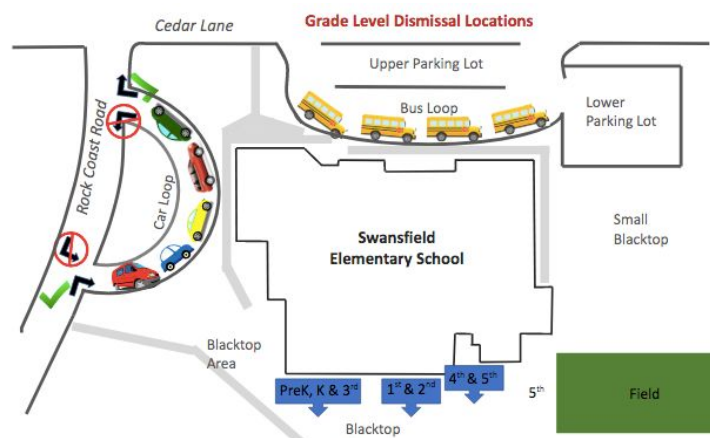 Cedar Lane
Grade Level Dismissal Locations
Upper Parking Lot
Bus Loop
Lower
Parking Lot
Rock Coast Road
Car Loop
Small
Blacktop
Swansfield
Elementary School
Blacktop
Area
PreK, K & 3rd
1st & 2nd
4th & 5th
5th
Field
Blacktop